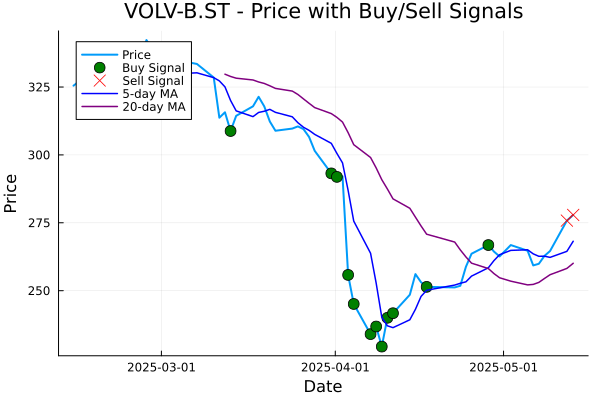 VOLV-B.ST - Price with Buy/Sell Signals
Price
Buy Signal
Sell Signal
5-day MA
20-day MA
325
300
275
250
Price
2025-03-01
2025-04-01
2025-05-01
Date